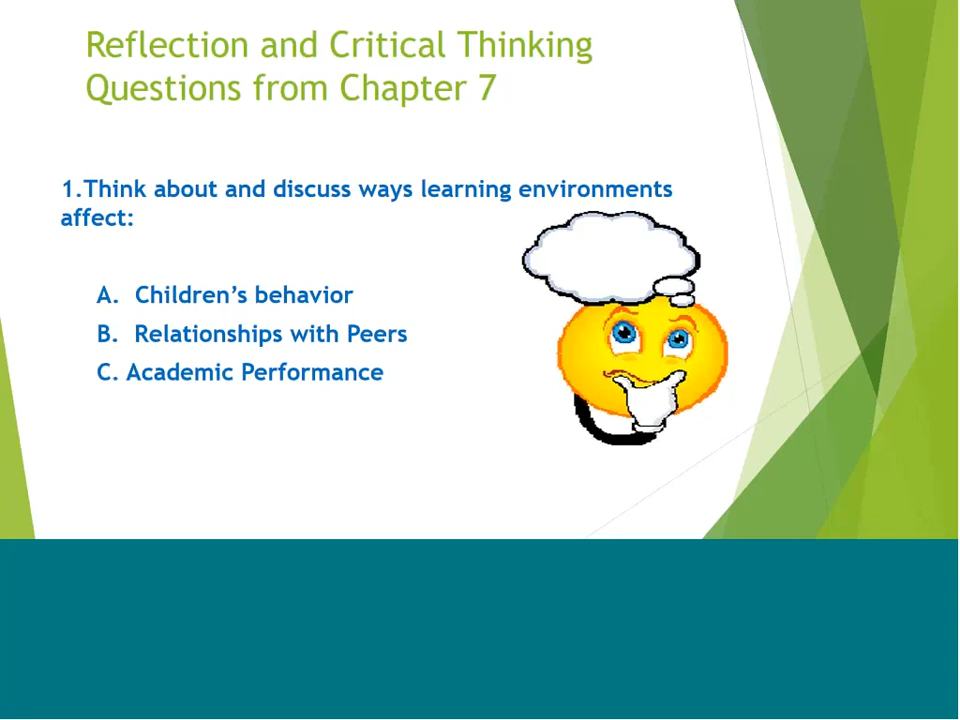 Reflection and Critical Thinking
Questions from Chapter 7
1.Think about and discuss ways learning environments
affect:
A. Children’s behavior
B. Relationships with Peers
C. Academic Performance